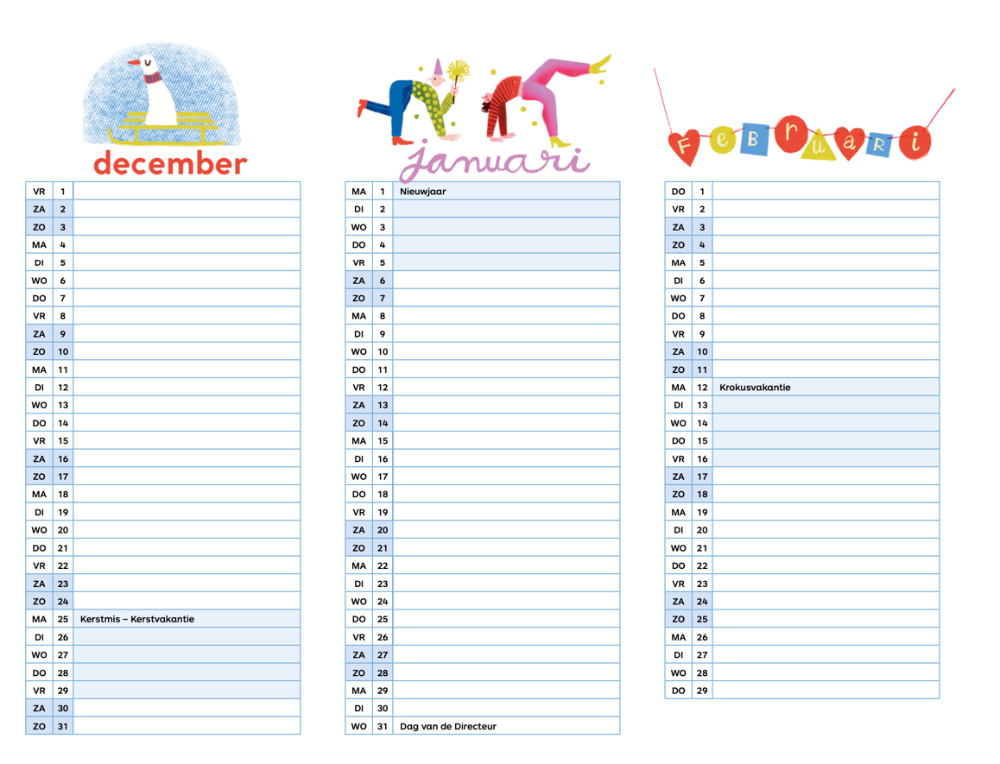 december
VR 1
ZA 2
ZO 3
MA 4
DI 5
WO 6
DO 7
VR 8
ZA 9
ZO 10
MA 11
DI 12
WO 13
DO 14
VR 15
ZA 16
ZO 17
MA 18
DI 19
WO 20
DO 21
VR 22
ZA 23
ZO 24
MA 25 Kerstmis – Kerstvakantie
DI 26
WO 27
DO 28
VR 29
ZA 30
ZO 31
januari
MA 1 Nieuwjaar
DI 2
WO 3
DO 4
VR 5
ZA 6
ZO 7
MA 8
DI 9
WO 10
DO 11
VR 12
ZA 13
ZO 14
MA 15
DI 16
WO 17
DO 18
VR 19
ZA 20
ZO 21
MA 22
DI 23
WO 24
DO 25
VR 26
ZA 27
ZO 28
MA 29
DI 30
WO 31 Dag van de Directeur
FeBruaRi
DO 1
VR 2
ZA 3
ZO 4
MA 5
DI 6
WO 7
DO 8
VR 9
ZA 10
ZO 11
MA 12 Krokusvakantie
DI 13
WO 14
DO 15
VR 16
ZA 17
ZO 18
MA 19
DI 20
WO 21
DO 22
VR 23
ZA 24
ZO 25
MA 26
DI 27
WO 28
DO 29